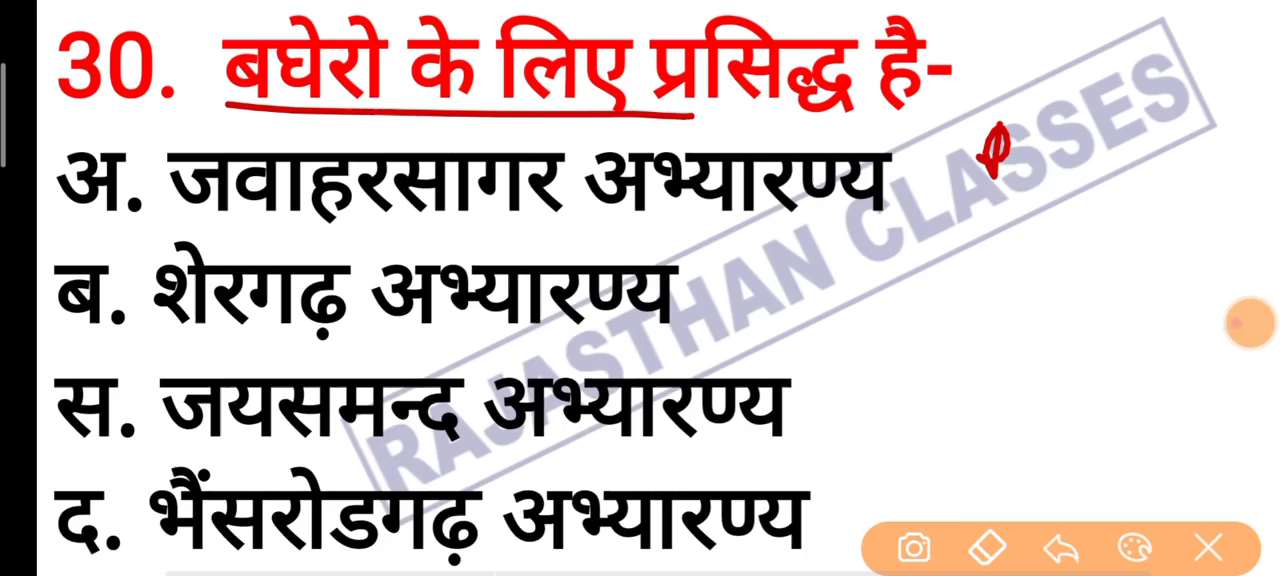 30. बघेरो के लिए प्रसिद्ध है-
अ. जवाहरसागर अभ्यारण्य
ब. शेरगढ़ अभ्यारण्य
स. जयसमन्द अभ्यारण्य
द. भैंसरोडगढ़ अभ्यारण्य
RAJASTHAN CLASSES